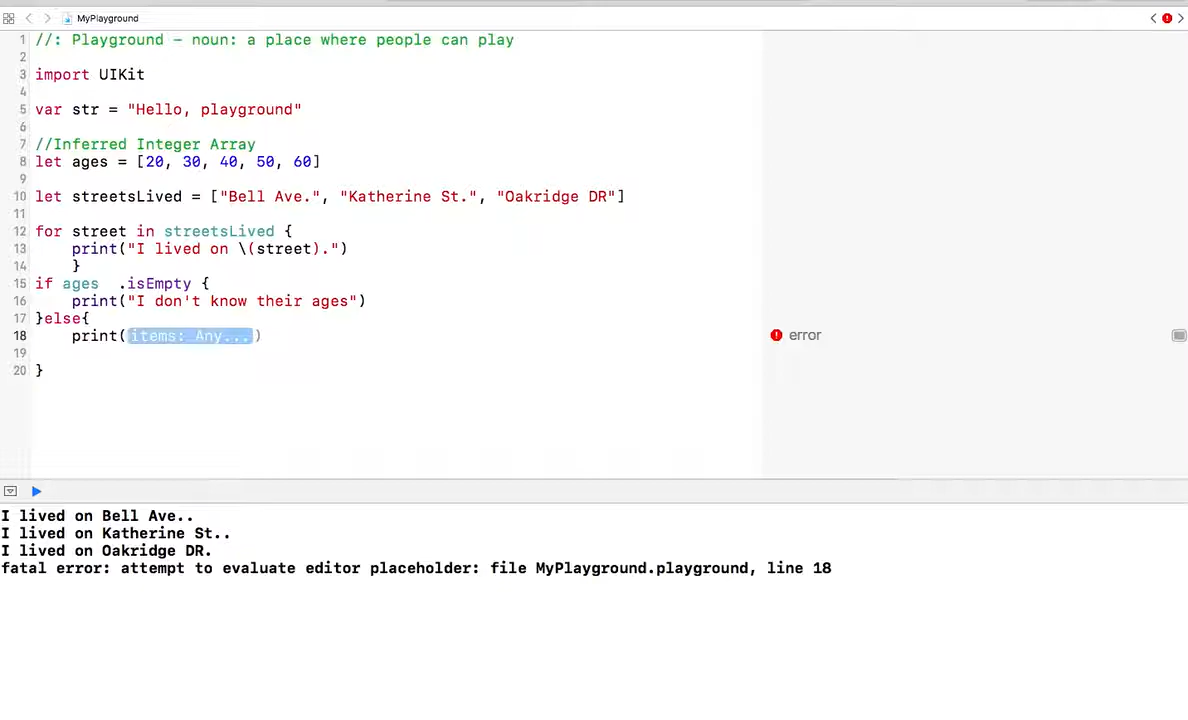 MyPlayground
1 //: Playground – noun: a place where people can play
2
3 import UIKit
4
5 var str = "Hello, playground"
6
7 //Inferred Integer Array
8 let ages = [20, 30, 40, 50, 60]
9
10 let streetsLived = ["Bell Ave.", "Katherine St.", "Oakridge DR"]
11
12 for street in streetsLived {
13 print("I lived on \(street).")
14 }
15 if ages .isEmpty {
16 print("I don't know their ages")
17 }else{
18 print(items: Any...) error
19
20 }
I lived on Bell Ave..
I lived on Katherine St..
I lived on Oakridge DR.
fatal error: attempt to evaluate editor placeholder: file MyPlayground.playground, line 18